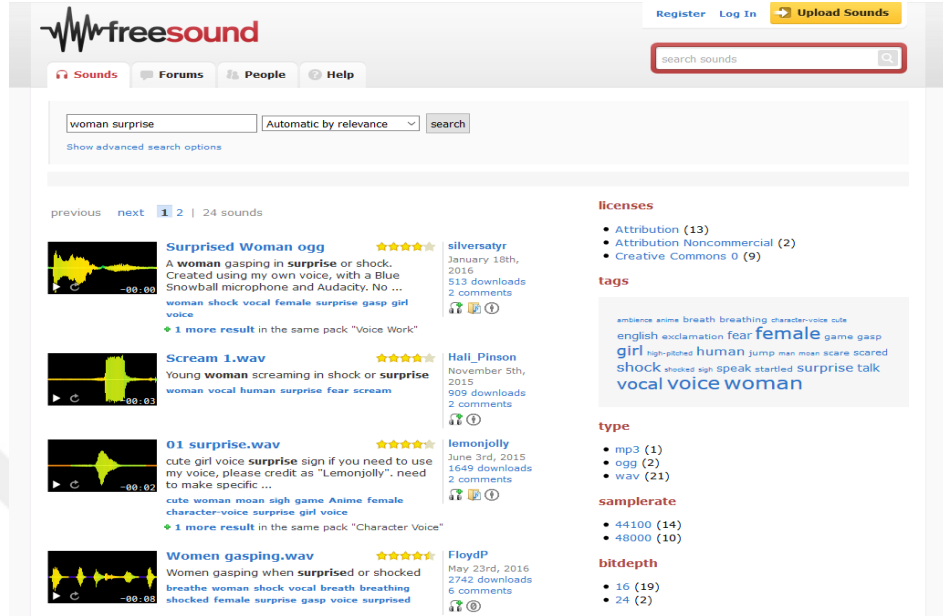 freesound
Register Log In Upload Sounds
search sounds
Sounds Forums People Help
woman surprise Automatic by relevance search
Show advanced search options
previous next 1 2 | 24 sounds
Surprised Woman ogg
A woman gasping in surprise or shock.
Created using my own voice, with a Blue
Snowball microphone and Audacity. No ...
woman shock vocal female surprise gasp girl
voice
1 more result in the same pack "Voice Work"
-00:00
silversatyr
January 18th,
2016
513 downloads
2 comments
Scream 1.wav
Young woman screaming in shock or surprise
woman vocal human surprise fear scream
-00:03
Hali_Pinson
November 5th,
2015
909 downloads
2 comments
01 surprise.wav
cute girl voice surprise sign if you need to use
my voice, please credit as "Lemonjolly". need
to make specific ...
cute woman moan sigh game Anime female
character-voice surprise girl voice
1 more result in the same pack "Character Voice"
-00:02
lemonjolly
June 3rd, 2015
1649 downloads
2 comments
Women gasping.wav
Women gasping when surprised or shocked
breathe woman shock vocal breath breathing
shocked female surprise gasp voice surprised
-00:08
FloydP
May 23rd, 2016
2742 downloads
6 comments
licenses
Attribution (13)
Attribution Noncommercial (2)
Creative Commons 0 (9)
tags
ambience anime breath breathing character-voice cute
english exclamation fear female game gasp
girl high-pitched human jump man moan scare scared
shock shocked sigh speak startled surprise talk
vocal voice woman
type
mp3 (1)
ogg (2)
wav (21)
samplerate
44100 (14)
48000 (10)
bitdepth
16 (19)
24 (2)